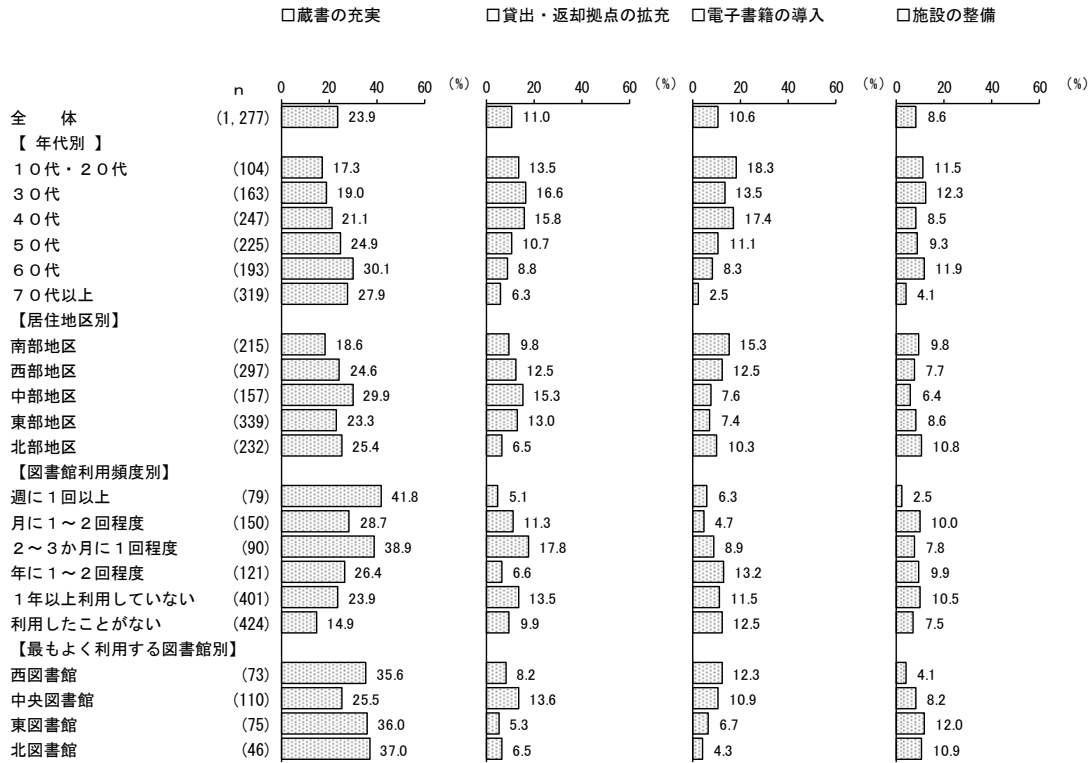 □蔵書の充実 □貸出・返却拠点の拡充 □電子書籍の導入 □施設の整備
n 0 20 40 60 (%) 0 20 40 60 (%) 0 20 40 60 (%) 0 20 40 60 (%)
全　体 (1,277) 23.9 11.0 10.6 8.6
【 年代別 】
１０代・２０代 (104) 17.3 13.5 18.3 11.5
３０代 (163) 19.0 16.6 13.5 12.3
４０代 (247) 21.1 15.8 17.4 8.5
５０代 (225) 24.9 10.7 11.1 9.3
６０代 (193) 30.1 8.8 8.3 11.9
７０代以上 (319) 27.9 6.3 2.5 4.1
【居住地区別】
南部地区 (215) 18.6 9.8 15.3 9.8
西部地区 (297) 24.6 12.5 12.5 7.7
中部地区 (157) 29.9 15.3 7.6 6.4
東部地区 (339) 23.3 13.0 7.4 8.6
北部地区 (232) 25.4 6.5 10.3 10.8
【図書館利用頻度別】
週に１回以上 (79) 41.8 5.1 6.3 2.5
月に１～２回程度 (150) 28.7 11.3 4.7 10.0
２～３か月に１回程度 (90) 38.9 17.8 8.9 7.8
年に１～２回程度 (121) 26.4 6.6 13.2 9.9
１年以上利用していない (401) 23.9 13.5 11.5 10.5
利用したことがない (424) 14.9 9.9 12.5 7.5
【最もよく利用する図書館別】
西図書館 (73) 35.6 8.2 12.3 4.1
中央図書館 (110) 25.5 13.6 10.9 8.2
東図書館 (75) 36.0 5.3 6.7 12.0
北図書館 (46) 37.0 6.5 4.3 10.9